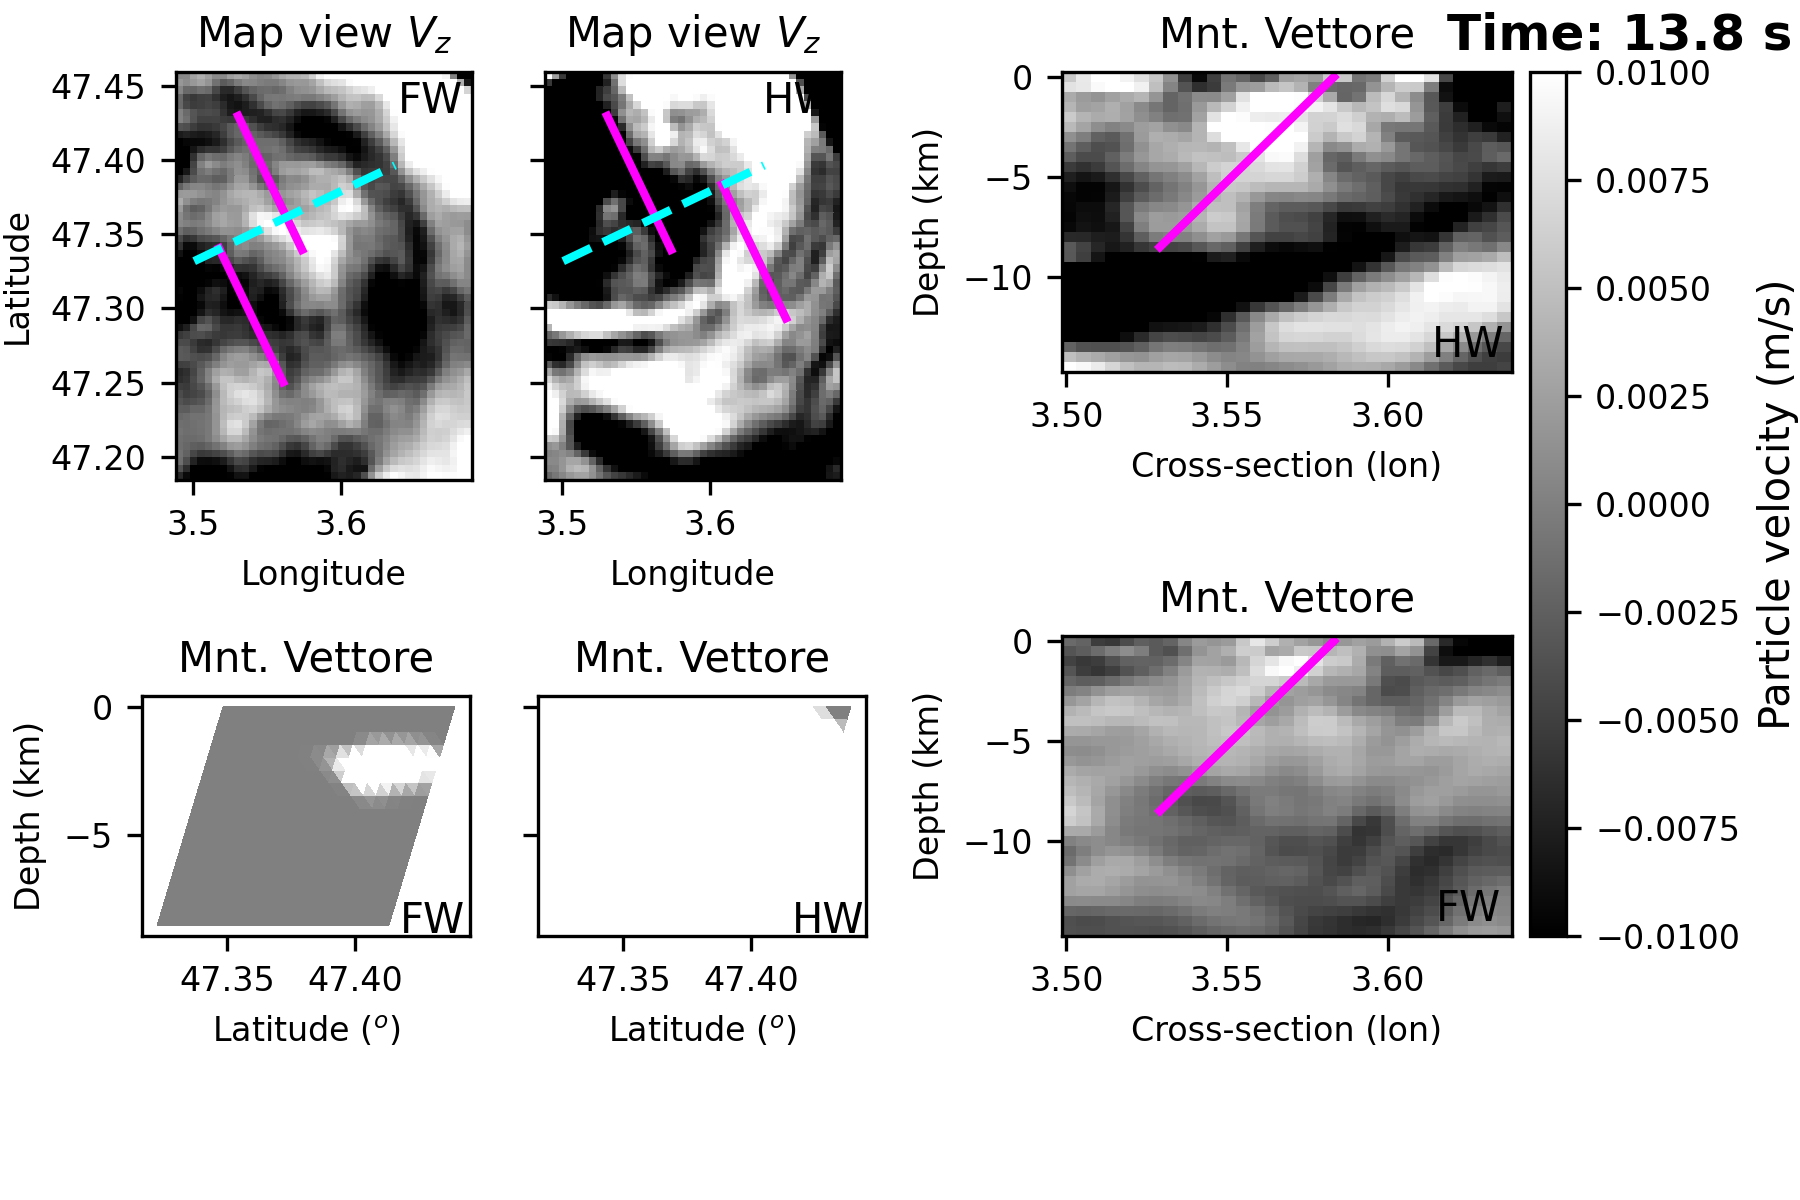 Map view Vz
47.45
47.40
47.35
47.30
47.25
47.20
Latitude
FW
3.5 3.6
Longitude
Map view Vz
HW
3.5 3.6
Longitude
Mnt. Vettore
Time: 13.8 s
0
−5
−10
Depth (km)
HW
3.50 3.55 3.60
Cross-section (lon)
0.0100
0.0075
0.0050
0.0025
0.0000
−0.0025
−0.0050
−0.0075
−0.0100
Particle velocity (m/s)
Mnt. Vettore
0
−5
Depth (km)
FW
47.35 47.40
Latitude (o)
Mnt. Vettore
HW
47.35 47.40
Latitude (o)
Mnt. Vettore
0
−5
−10
Depth (km)
FW
3.50 3.55 3.60
Cross-section (lon)